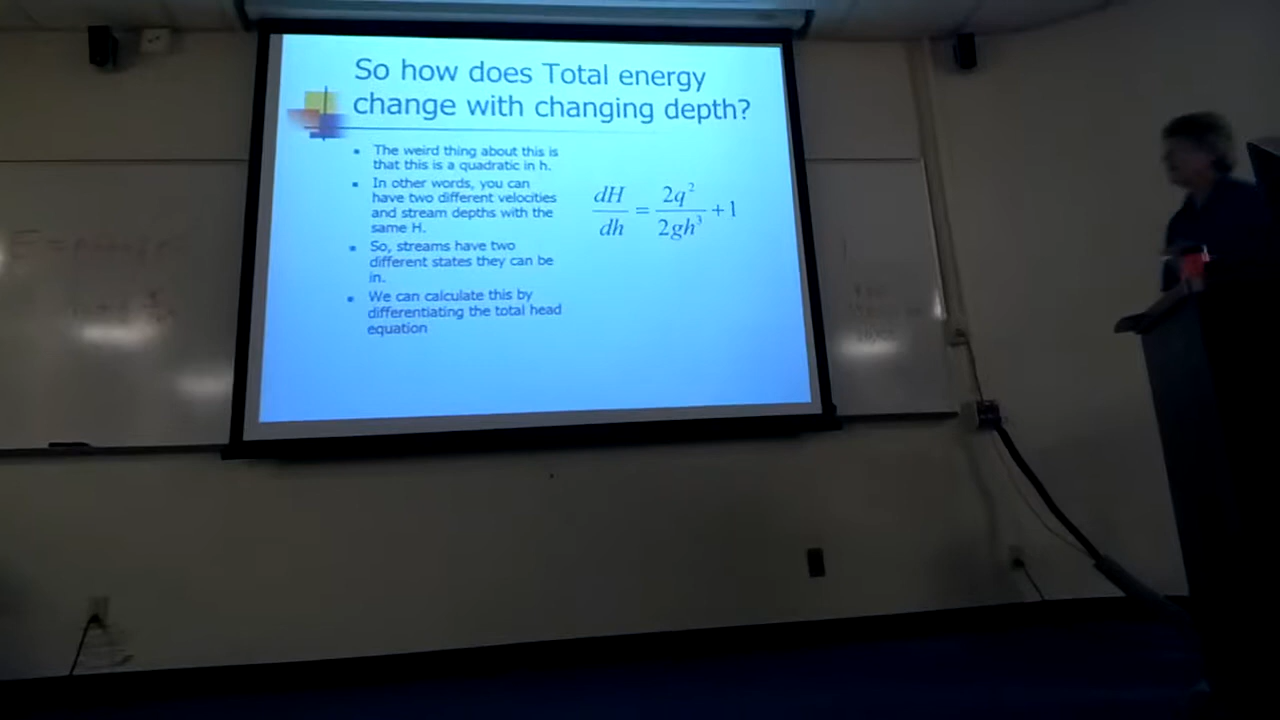 So how does Total energy
change with changing depth?
The weird thing about this is
that this is a quadratic in h.
In other words, you can
have two different velocities
and stream depths with the
same H.
So, streams have two
different states they can be
in.
We can calculate this by
differentiating the total head
equation
dH/dh = 2q²/2gh³ + 1